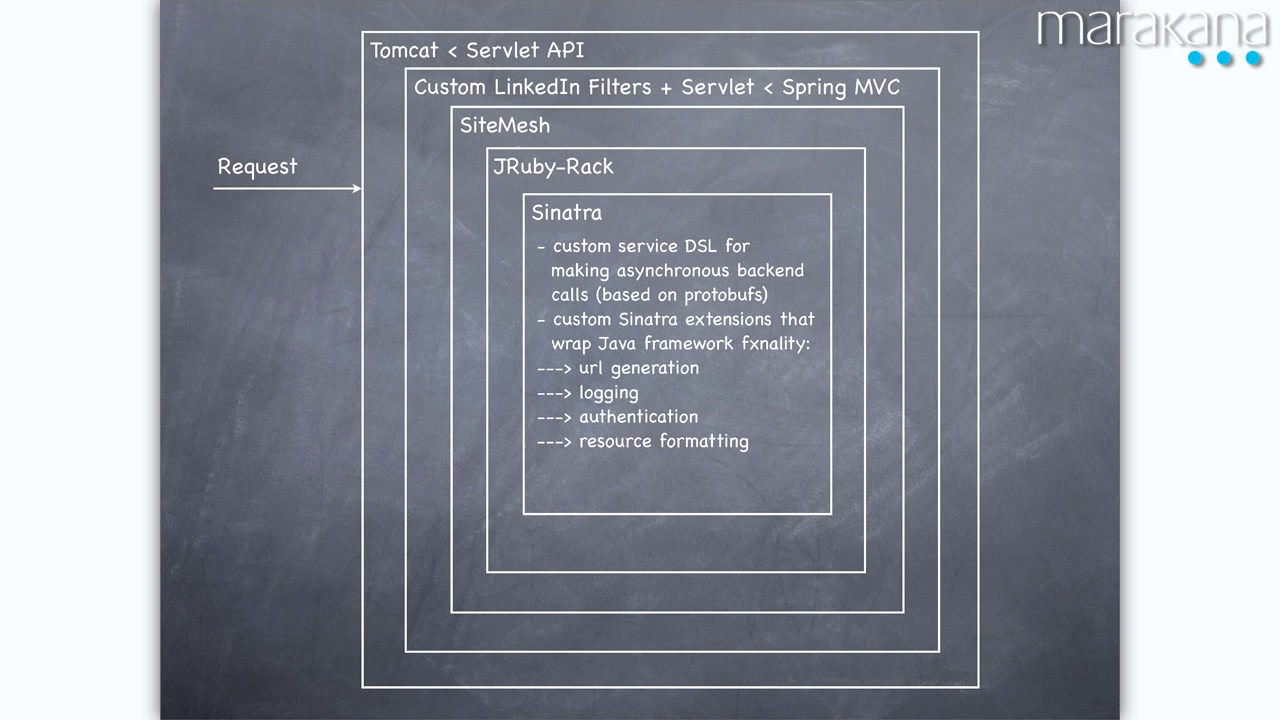 marakana
Tomcat < Servlet API
Custom LinkedIn Filters + Servlet < Spring MVC
SiteMesh
Request
JRuby-Rack
Sinatra
- custom service DSL for
making asynchronous backend
calls (based on protobufs)
- custom Sinatra extensions that
wrap Java framework fxnality:
---> url generation
---> logging
---> authentication
---> resource formatting